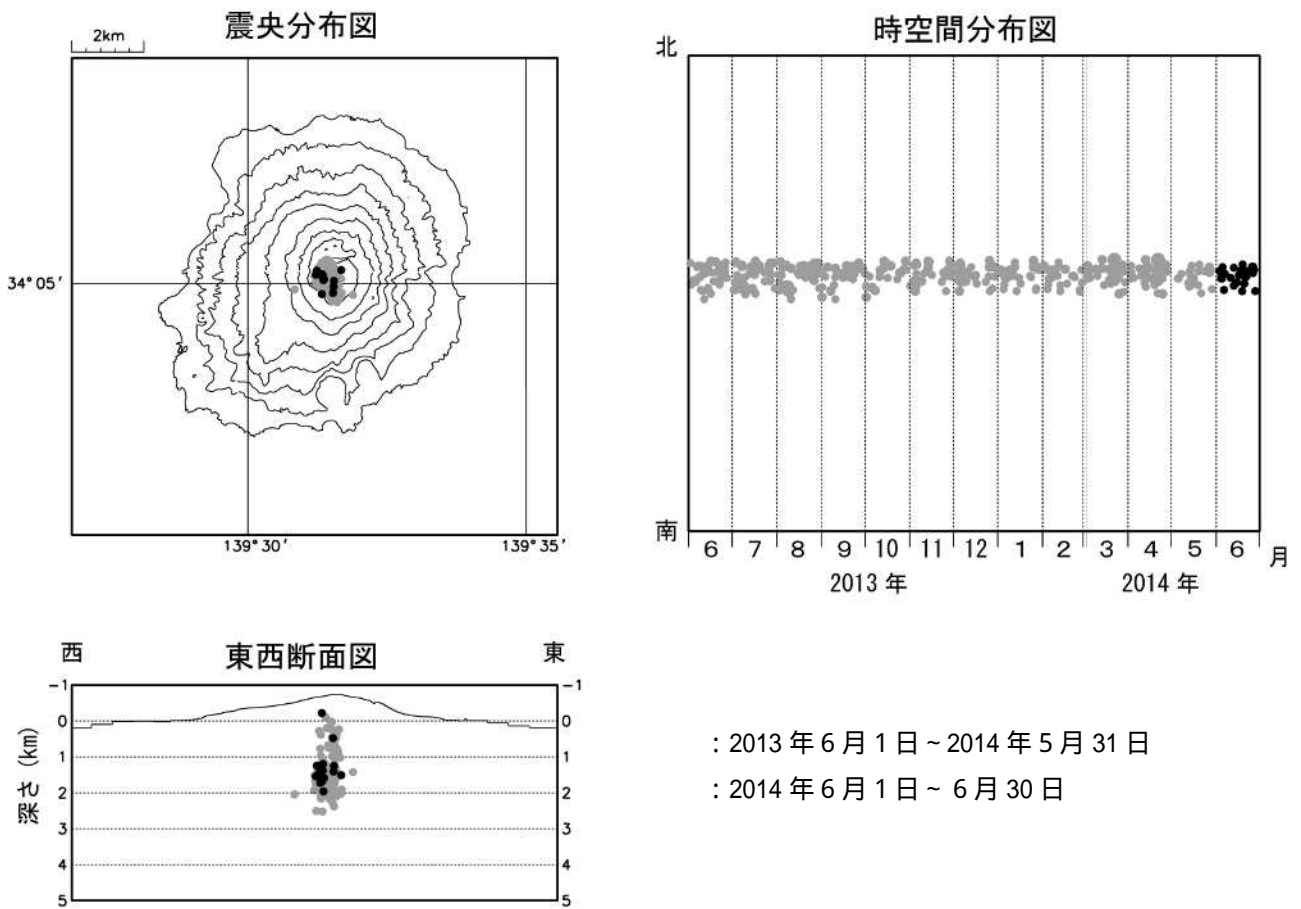 震央分布図
2km
34°05′
139°30′
139°35′
時空間分布図
北
南
6 7 8 9 10 11 12 1 2 3 4 5 6 月
2013 年 2014 年
西 東西断面図 東
深さ (km)
-1 -1
0 0
1 1
2 2
3 3
4 4
5 5
: 2013 年 6 月 1 日 ~ 2014 年 5 月 31 日
: 2014 年 6 月 1 日 ~ 6 月 30 日